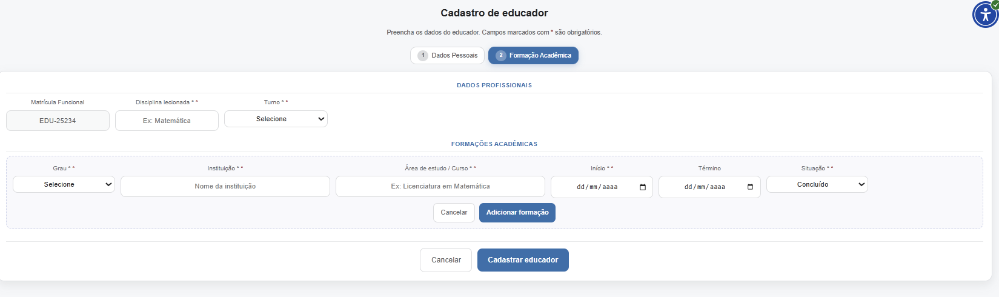 Cadastro de educador
Preencha os dados do educador. Campos marcados com * são obrigatórios.
1 Dados Pessoais 2 Formação Acadêmica
DADOS PROFISSIONAIS
Matrícula Funcional Disciplina lecionada * * Turno * *
EDU-25234 Ex: Matemática Selecione
FORMAÇÕES ACADÊMICAS
Grau * * Instituição * * Área de estudo / Curso * * Início * * Término Situação * *
Selecione Nome da instituição Ex: Licenciatura em Matemática dd/mm/aaaa dd/mm/aaaa Concluído
Cancelar Adicionar formação
Cancelar Cadastrar educador